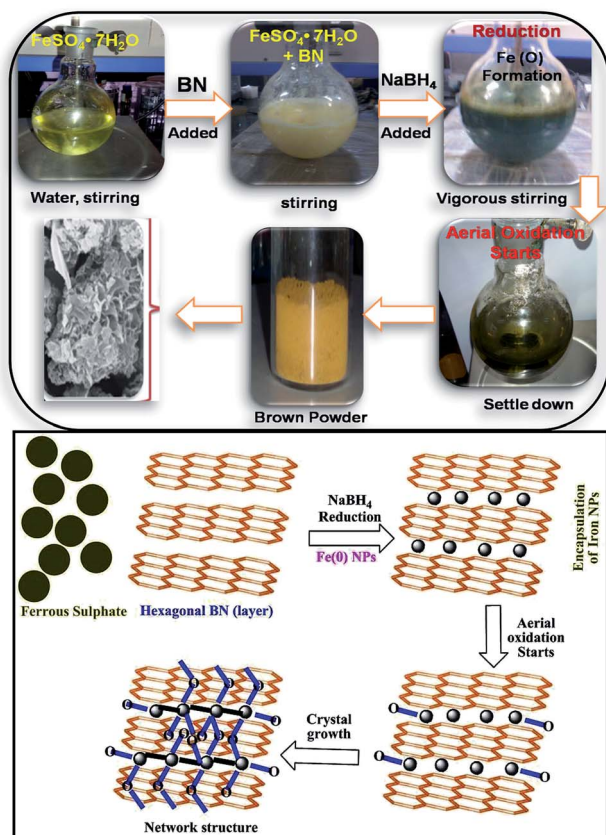 FeSO₄• 7H₂O
BN
Added
Water, stirring
FeSO₄• 7H₂O
+ BN
stirring
NaBH₄
Added
Reduction
Fe (O)
Formation
Vigorous stirring
Aerial Oxidation
Starts
Settle down
Brown Powder
Ferrous Sulphate
Hexagonal BN (layer)
NaBH₄
Reduction
Fe(0) NPs
Encapsulation
of Iron NPs
Aerial
oxidation
Starts
O
O
O
O
Crystal
growth
O O O
O O
O O O O
O O
O O O
Network structure